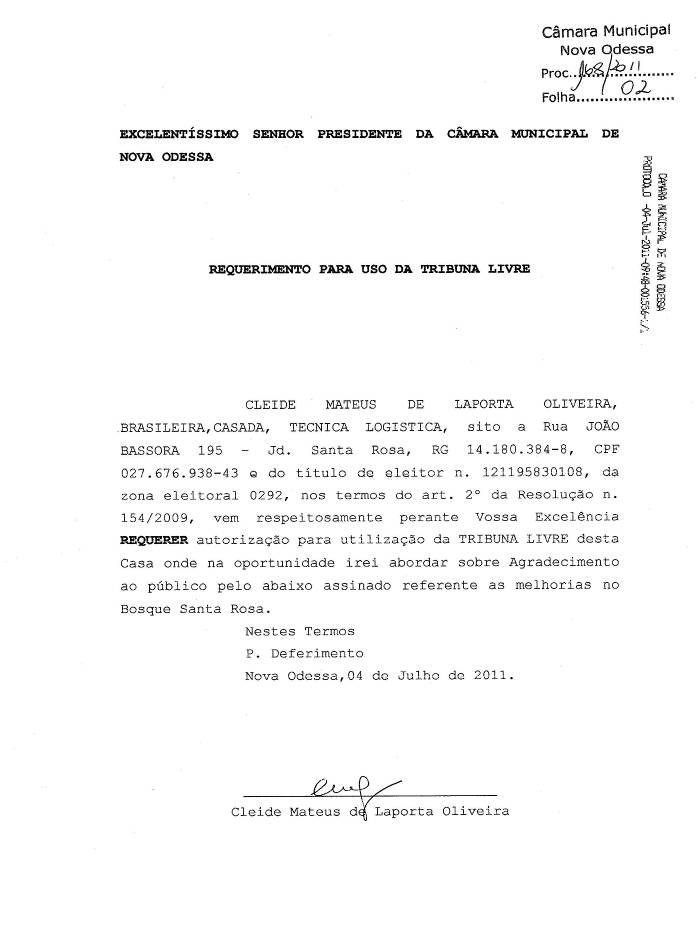 Câmara Municipal
Nova Odessa
Proc..168/2011..............
Folha......02...............
EXCELENTÍSSIMO SENHOR PRESIDENTE DA CÂMARA MUNICIPAL DE
NOVA ODESSA
CAMARA MUNICIPAL DE NOVA ODESSA
PROTOCOLO -04-Jul-2011-09:48-001556-1/1
REQUERIMENTO PARA USO DA TRIBUNA LIVRE
CLEIDE MATEUS DE LAPORTA OLIVEIRA,
BRASILEIRA,CASADA, TECNICA LOGISTICA, sito a Rua JOÃO
BASSORA 195 – Jd. Santa Rosa, RG 14.180.384-8, CPF
027.676.938-43 e do título de eleitor n. 121195830108, da
zona eleitoral 0292, nos termos do art. 2º da Resolução n.
154/2009, vem respeitosamente perante Vossa Excelência
REQUERER autorização para utilização da TRIBUNA LIVRE desta
Casa onde na oportunidade irei abordar sobre Agradecimento
ao público pelo abaixo assinado referente as melhorias no
Bosque Santa Rosa.
Nestes Termos
P. Deferimento
Nova Odessa,04 de Julho de 2011.
Cleide Mateus de Laporta Oliveira